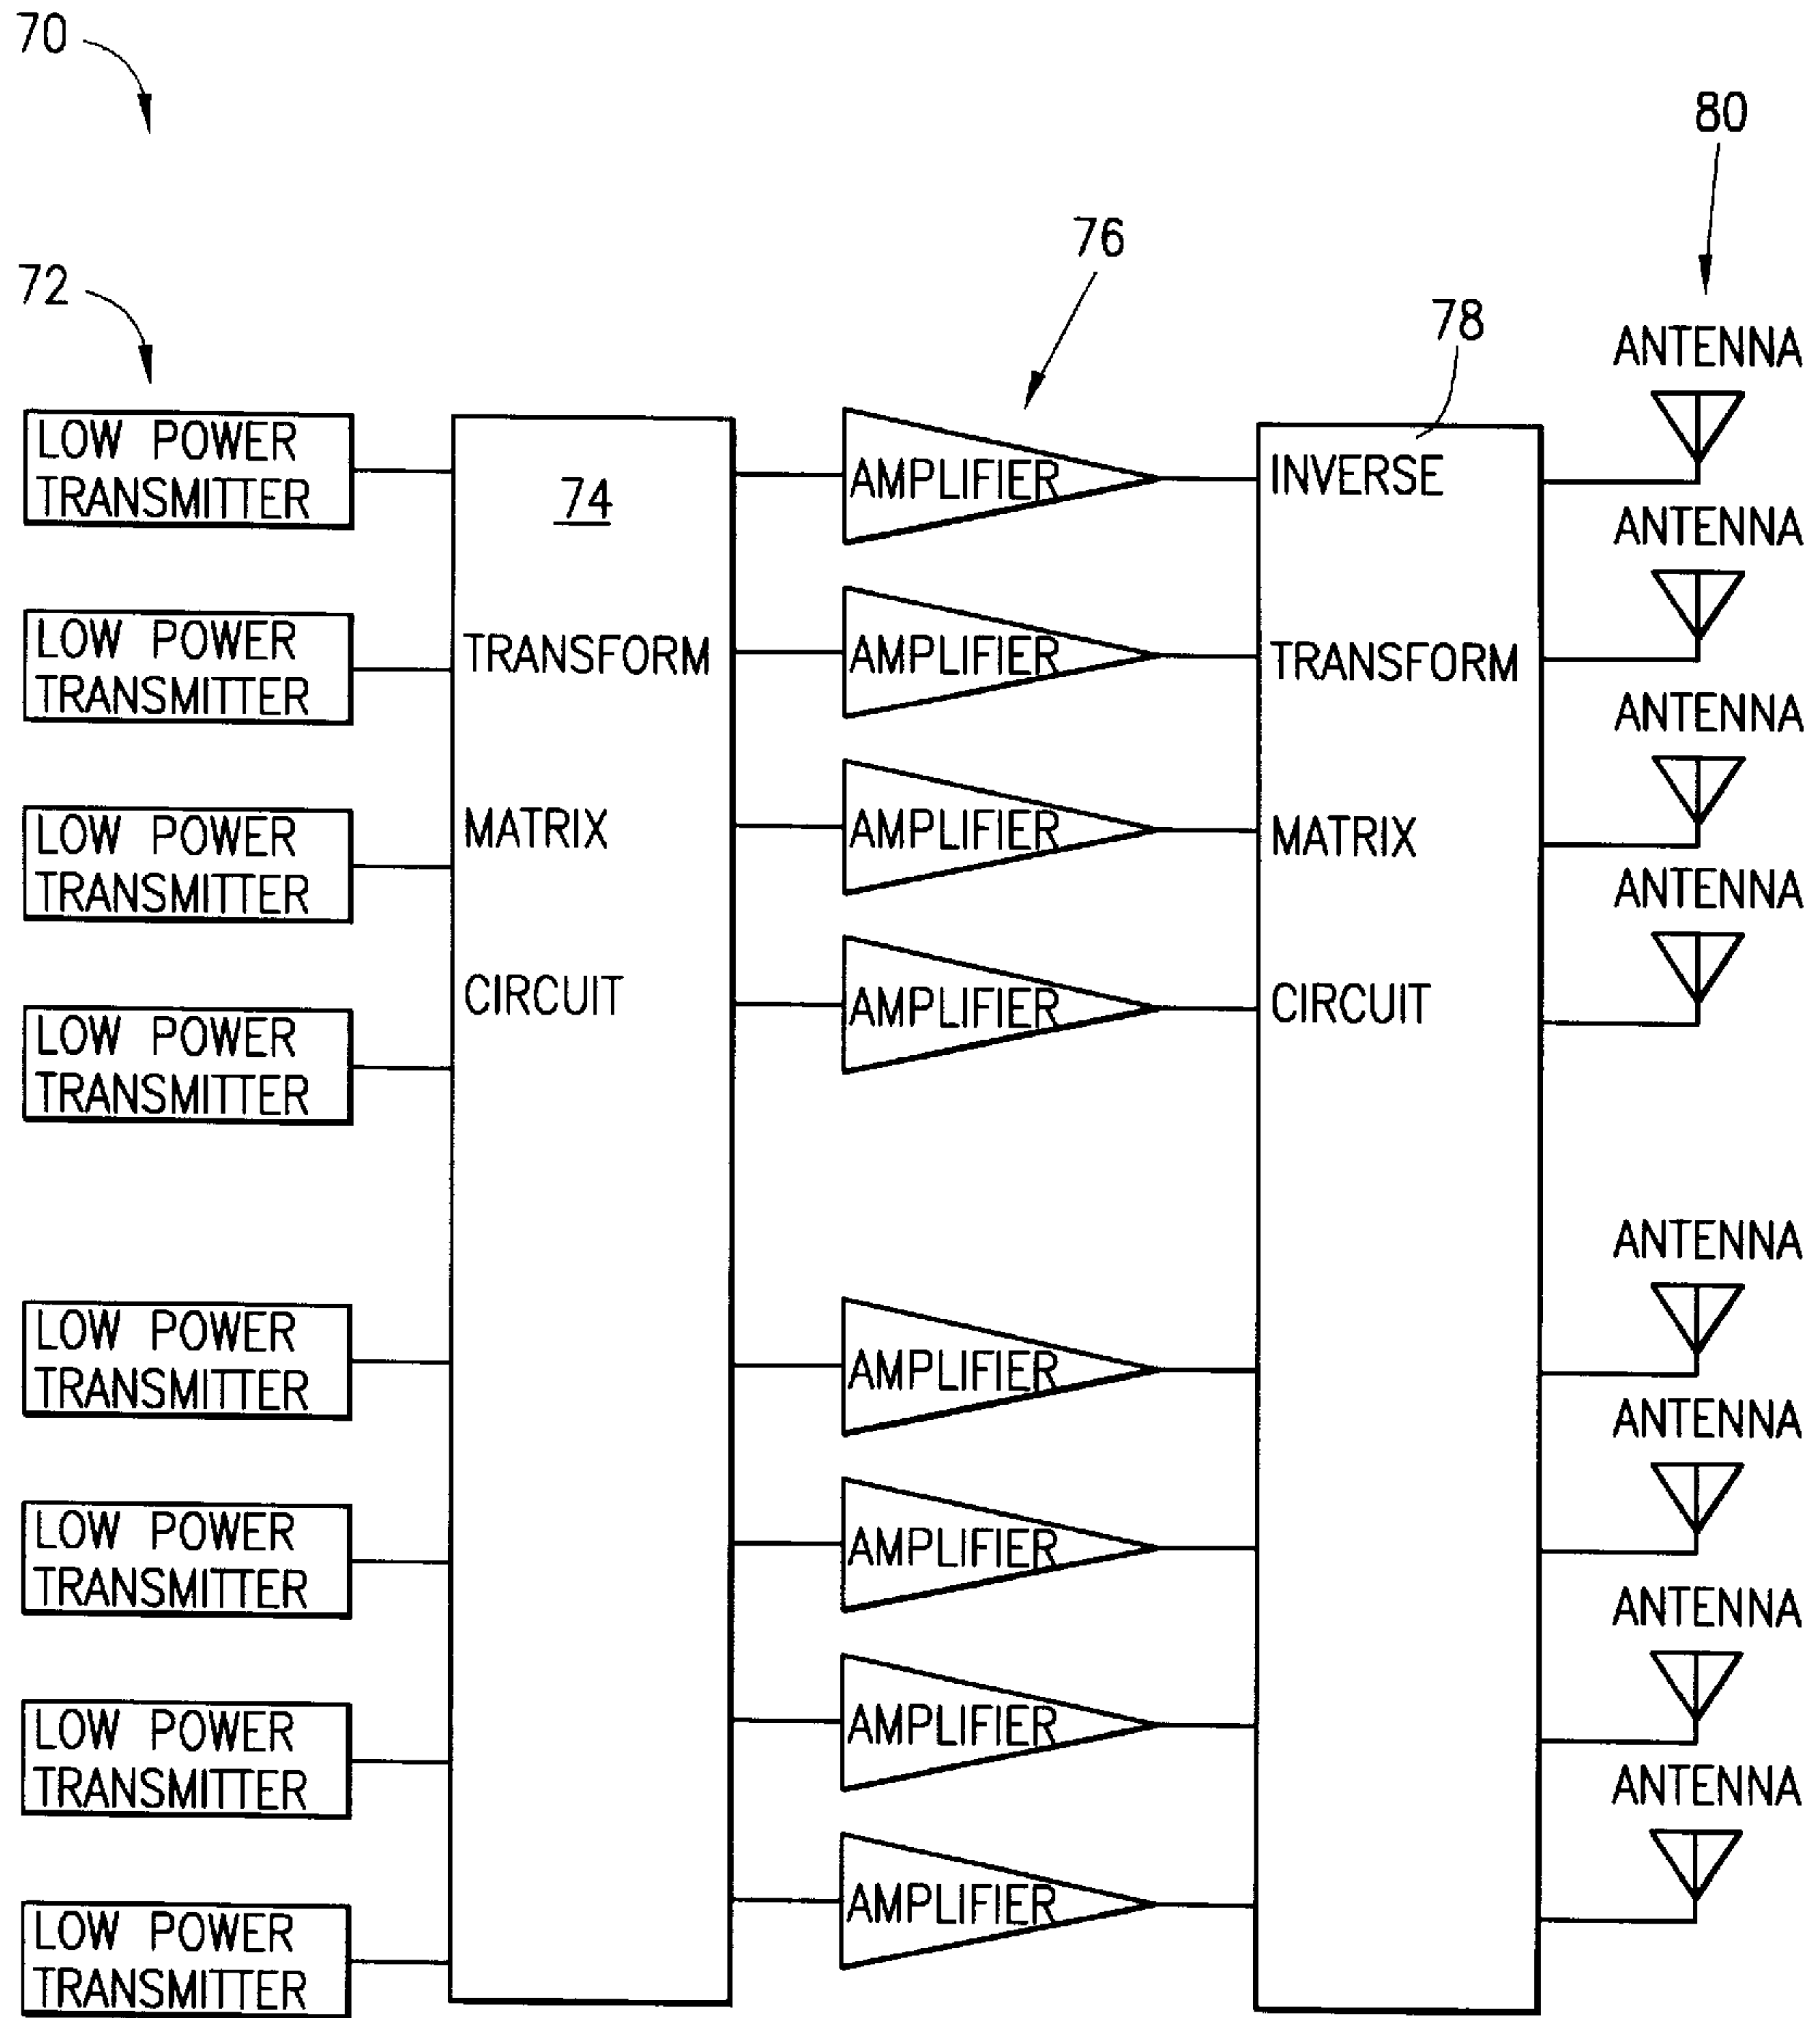 70
80
76
72
78
ANTENNA
LOW POWER
TRANSMITTER
74
AMPLIFIER
INVERSE
ANTENNA
LOW POWER
TRANSMITTER
TRANSFORM
AMPLIFIER
TRANSFORM
ANTENNA
LOW POWER
TRANSMITTER
MATRIX
AMPLIFIER
MATRIX
ANTENNA
LOW POWER
TRANSMITTER
CIRCUIT
AMPLIFIER
CIRCUIT
ANTENNA
LOW POWER
TRANSMITTER
AMPLIFIER
ANTENNA
LOW POWER
TRANSMITTER
AMPLIFIER
ANTENNA
LOW POWER
TRANSMITTER
AMPLIFIER
ANTENNA
LOW POWER
TRANSMITTER
AMPLIFIER